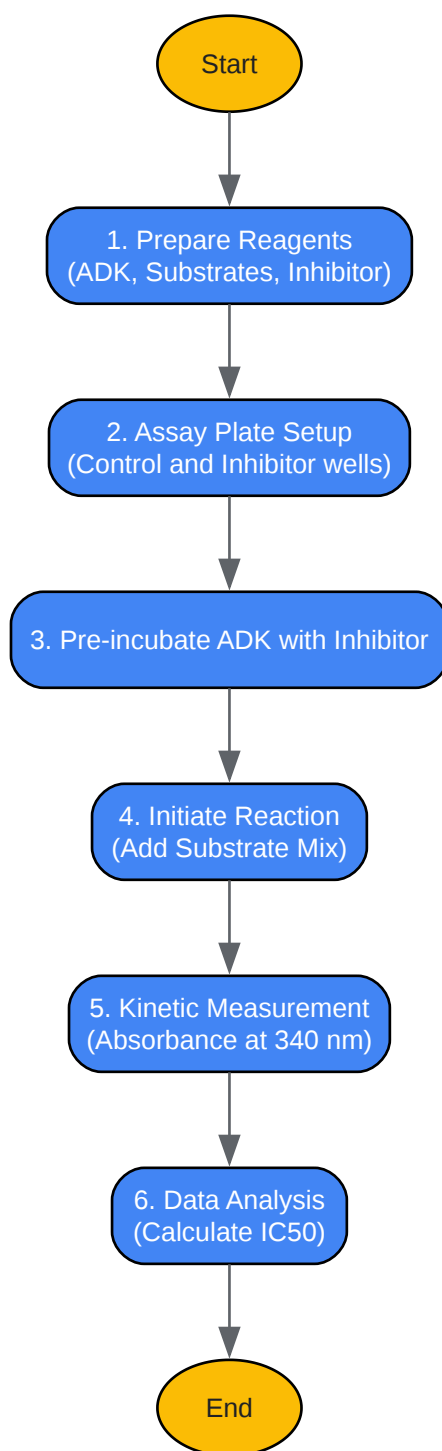 Start
1. Prepare Reagents
(ADK, Substrates, Inhibitor)
2. Assay Plate Setup
(Control and Inhibitor wells)
3. Pre-incubate ADK with Inhibitor
4. Initiate Reaction
(Add Substrate Mix)
5. Kinetic Measurement
(Absorbance at 340 nm)
6. Data Analysis
(Calculate IC50)
End